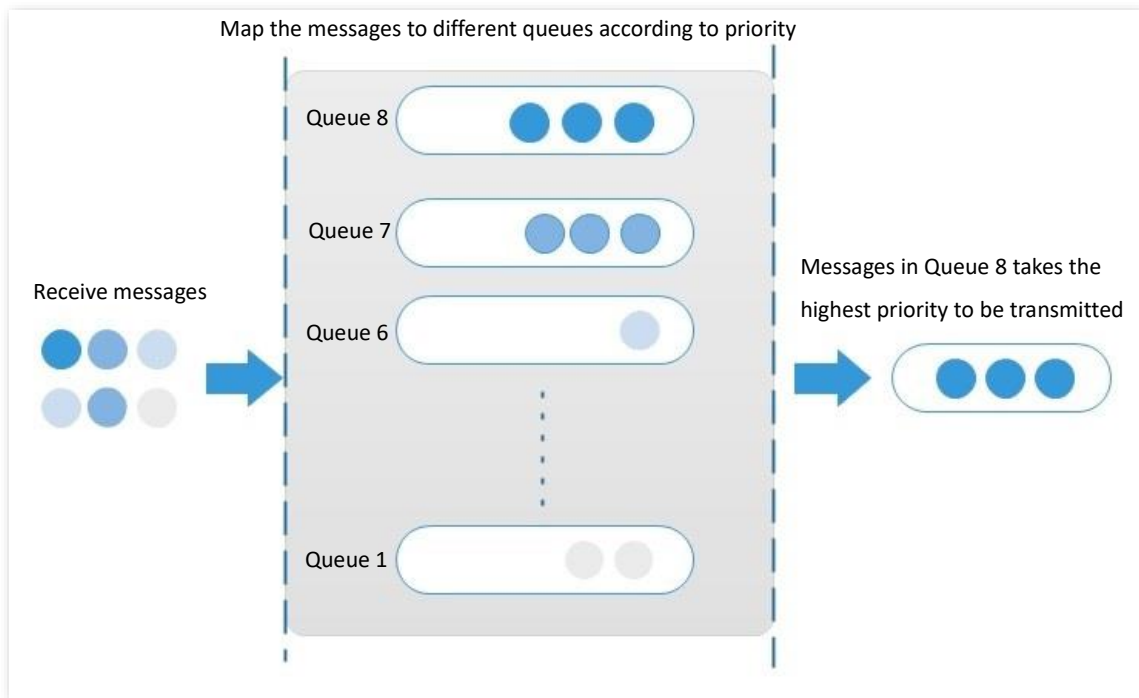 Map the messages to different queues according to priority
Queue 8
Queue 7
Receive messages
Queue 6
Messages in Queue 8 takes the
highest priority to be transmitted
Queue 1